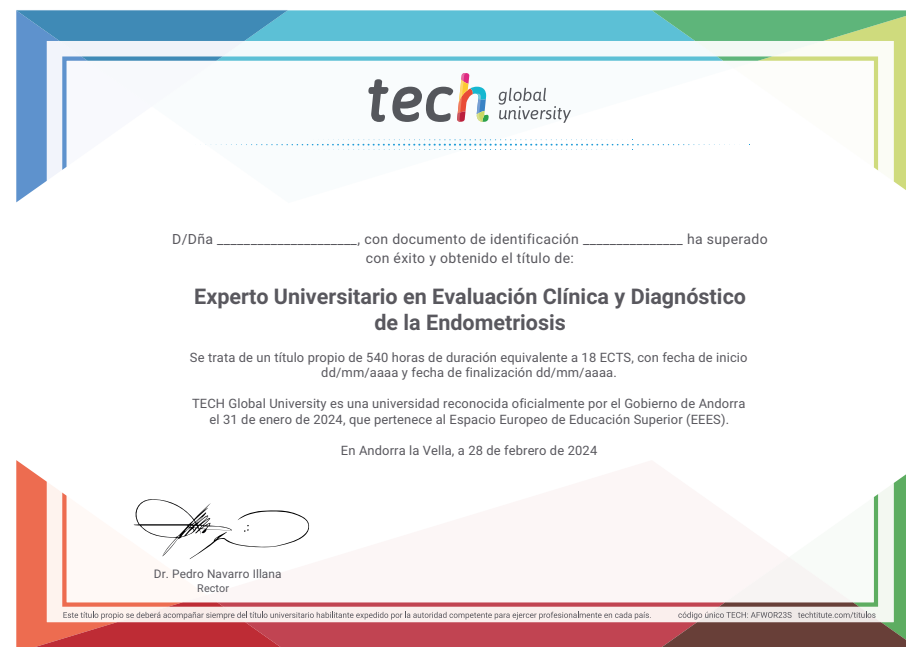 tech global university
D/Dña _____________________, con documento de identificación _______________ ha superado
con éxito y obtenido el título de:
Experto Universitario en Evaluación Clínica y Diagnóstico
de la Endometriosis
Se trata de un título propio de 540 horas de duración equivalente a 18 ECTS, con fecha de inicio
dd/mm/aaaa y fecha de finalización dd/mm/aaaa.
TECH Global University es una universidad reconocida oficialmente por el Gobierno de Andorra
el 31 de enero de 2024, que pertenece al Espacio Europeo de Educación Superior (EEES).
En Andorra la Vella, a 28 de febrero de 2024
Dr. Pedro Navarro Illana
Rector
Este título propio se deberá acompañar siempre del título universitario habilitante expedido por la autoridad competente para ejercer profesionalmente en cada país. código único TECH: AFWOR23S techtitute.com/titulos